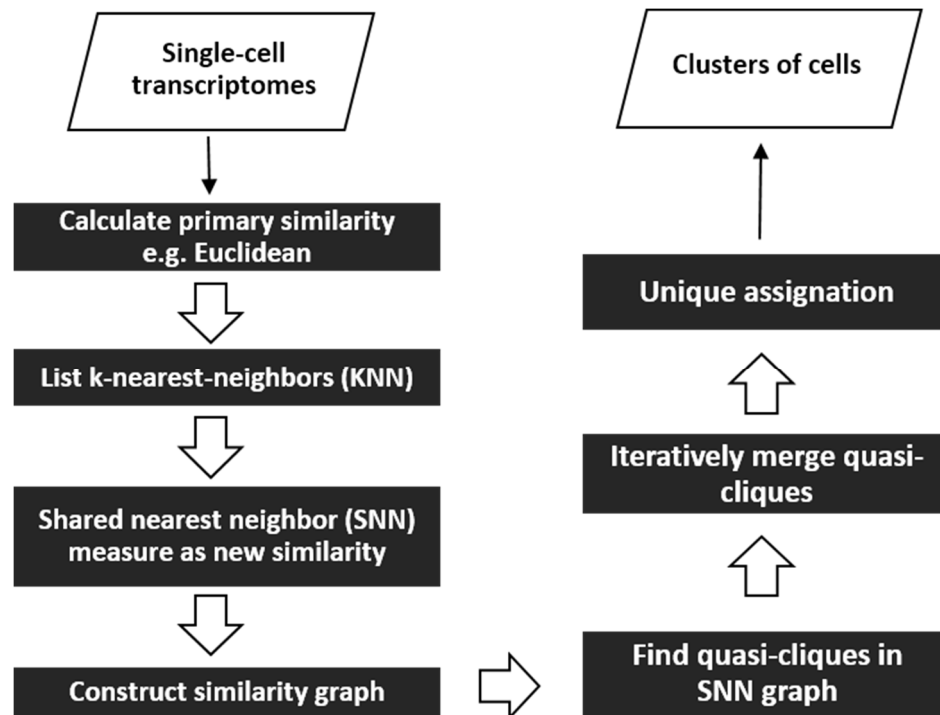 Single-cell
transcriptomes
Calculate primary similarity
e.g. Euclidean
List k-nearest-neighbors (KNN)
Shared nearest neighbor (SNN)
measure as new similarity
Construct similarity graph
Find quasi-cliques in
SNN graph
Iteratively merge quasi-
cliques
Unique assignation
Clusters of cells